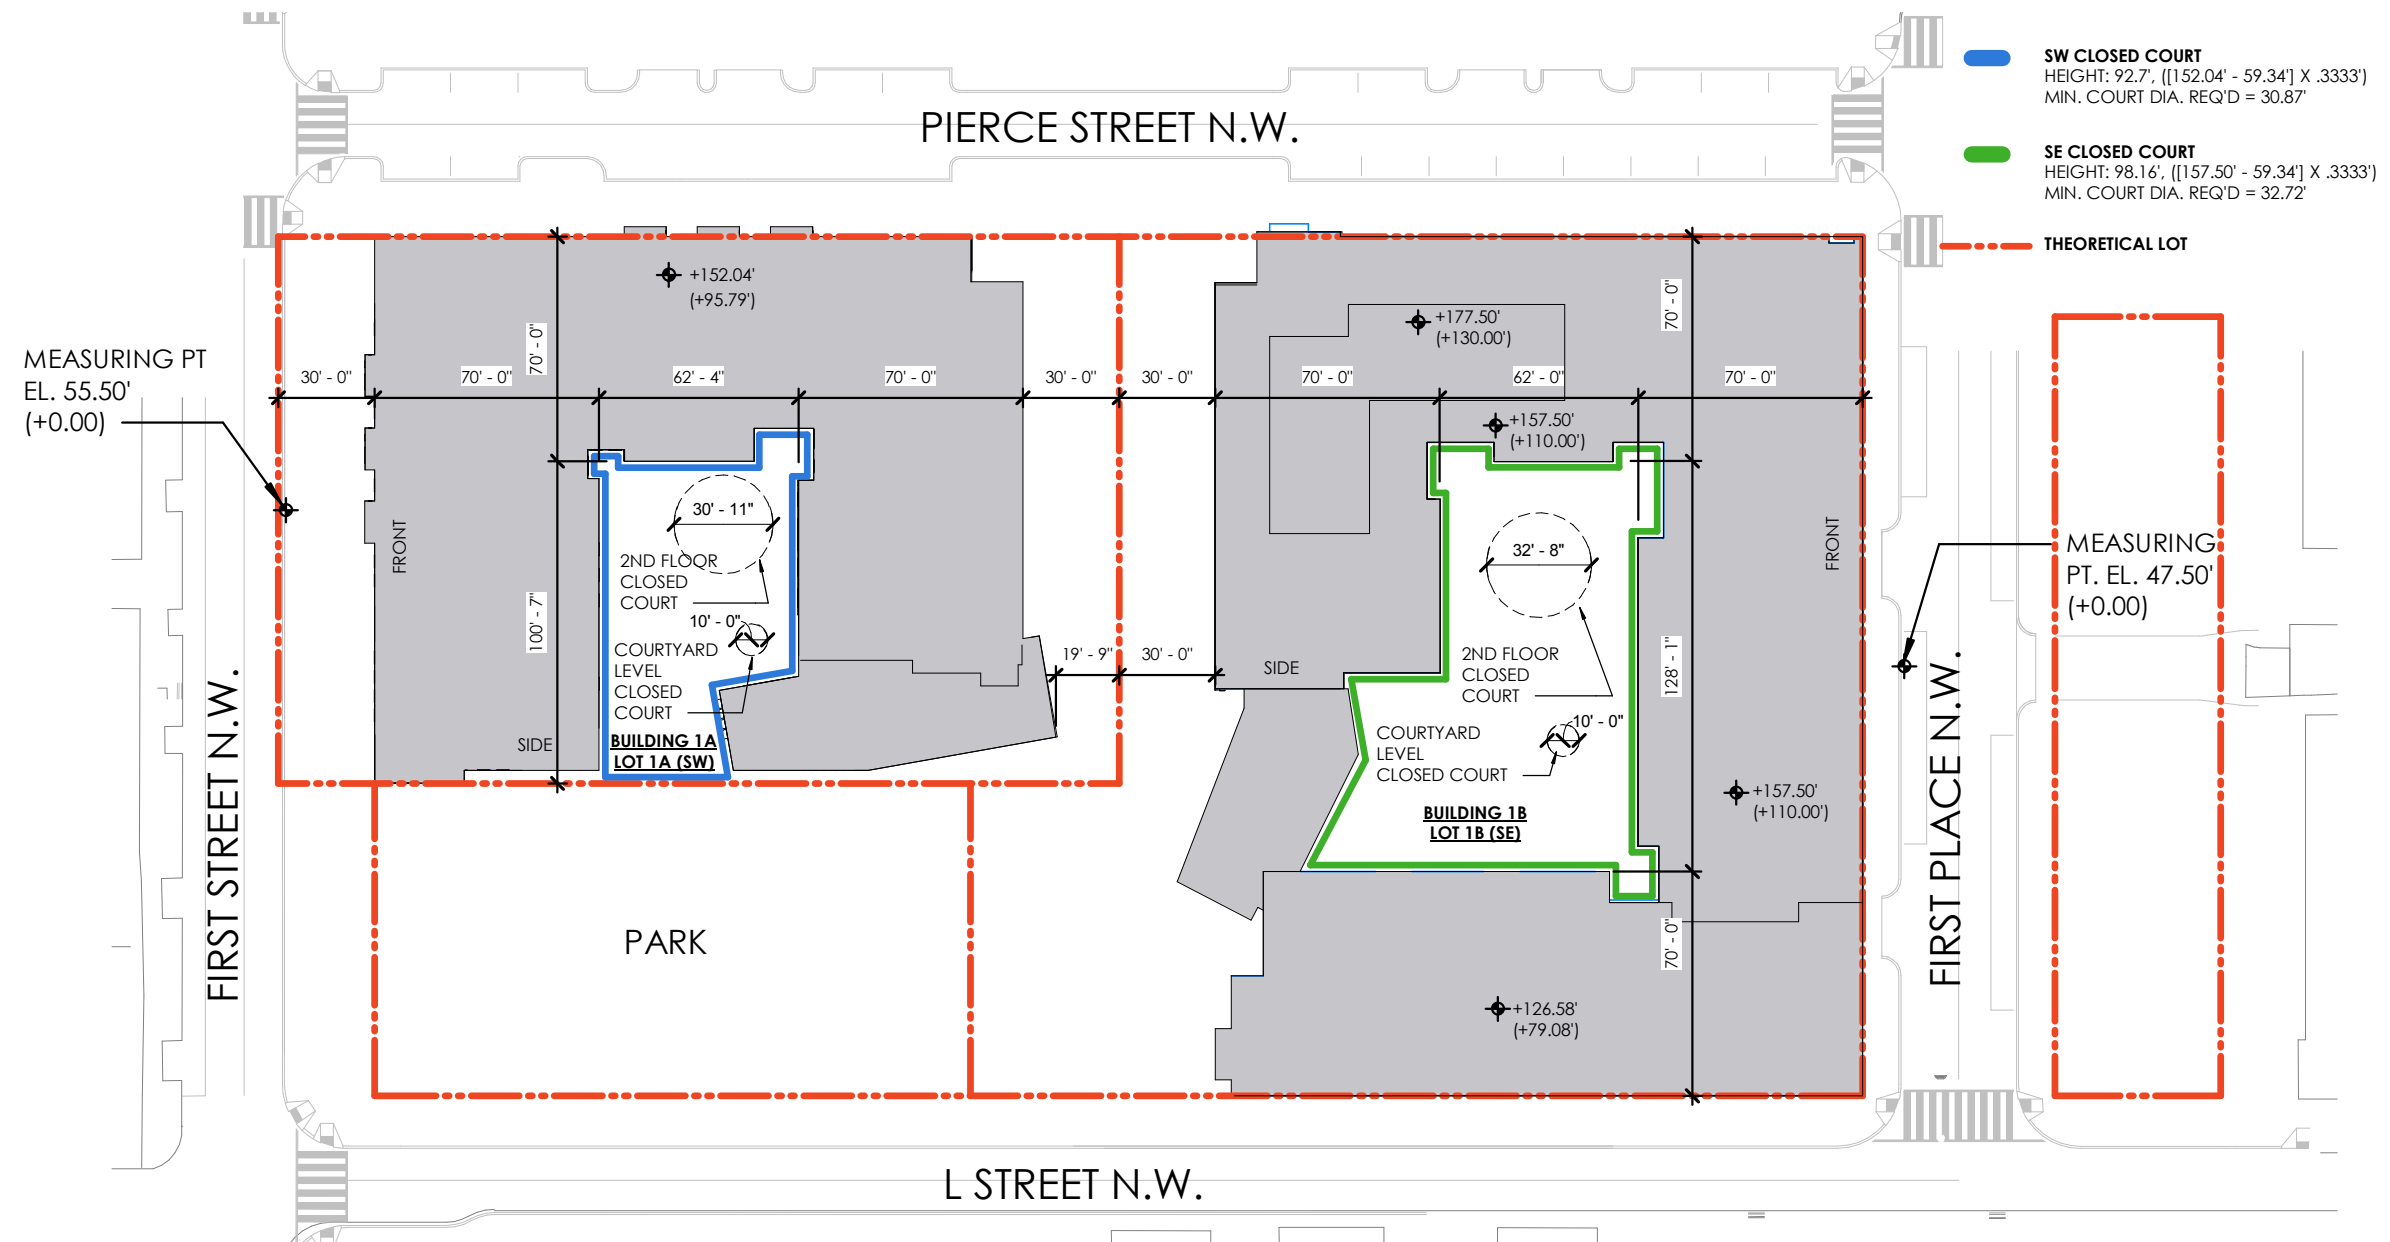 SW CLOSED COURT
HEIGHT: 92.7', ([152.04' - 59.34'] X .3333')
MIN. COURT DIA. REQ'D = 30.87'
SE CLOSED COURT
HEIGHT: 98.16', ([157.50' - 59.34'] X .3333')
MIN. COURT DIA. REQ'D = 32.72'
THEORETICAL LOT
PIERCE STREET N.W.
+152.04'
(+95.79')
+177.50'
(+130.00')
70' - 0"
70' - 0"
MEASURING PT
EL. 55.50'
(+0.00)
30' - 0"
70' - 0"
62' - 4"
70' - 0"
30' - 0"
30' - 0"
70' - 0"
62' - 0"
70' - 0"
+157.50'
(+110.00')
FRONT
30' - 11"
2ND FLOOR
CLOSED
COURT
10' - 0"
COURTYARD
LEVEL
CLOSED
COURT
100' - 7"
SIDE
BUILDING 1A
LOT 1A (SW)
19' - 9"
30' - 0"
SIDE
32' - 8"
2ND FLOOR
CLOSED
COURT
10' - 0"
COURTYARD
LEVEL
CLOSED COURT
128' - 1"
BUILDING 1B
LOT 1B (SE)
FRONT
MEASURING
PT. EL. 47.50'
(+0.00)
+157.50'
(+110.00')
FIRST STREET N.W.
FIRST PLACE N.W.
PARK
70' - 0"
+126.58'
(+79.08')
L STREET N.W.